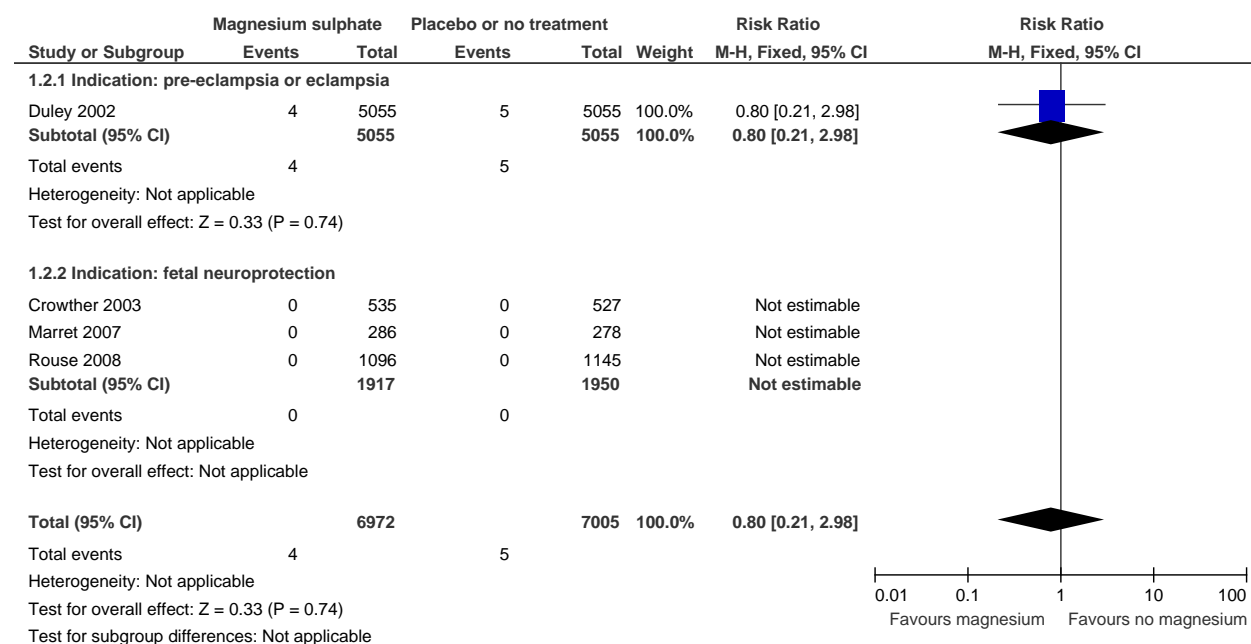 Magnesium sulphate Placebo or no treatment Risk Ratio Risk Ratio
Study or Subgroup Events Total Events Total Weight M-H, Fixed, 95% CI M-H, Fixed, 95% CI
1.2.1 Indication: pre-eclampsia or eclampsia
Duley 2002 4 5055 5 5055 100.0% 0.80 [0.21, 2.98]
Subtotal (95% CI) 5055 5055 100.0% 0.80 [0.21, 2.98]
Total events 4 5
Heterogeneity: Not applicable
Test for overall effect: Z = 0.33 (P = 0.74)
1.2.2 Indication: fetal neuroprotection
Crowther 2003 0 535 0 527 Not estimable
Marret 2007 0 286 0 278 Not estimable
Rouse 2008 0 1096 0 1145 Not estimable
Subtotal (95% CI) 1917 1950 Not estimable
Total events 0 0
Heterogeneity: Not applicable
Test for overall effect: Not applicable
Total (95% CI) 6972 7005 100.0% 0.80 [0.21, 2.98]
Total events 4 5
Heterogeneity: Not applicable
Test for overall effect: Z = 0.33 (P = 0.74)
Test for subgroup differences: Not applicable
0.01 0.1 1 10 100
Favours magnesium Favours no magnesium